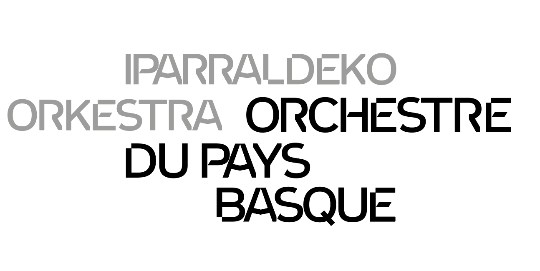 IPARRALDEKO
ORKESTRA ORCHESTRE
DU PAYS
BASQUE